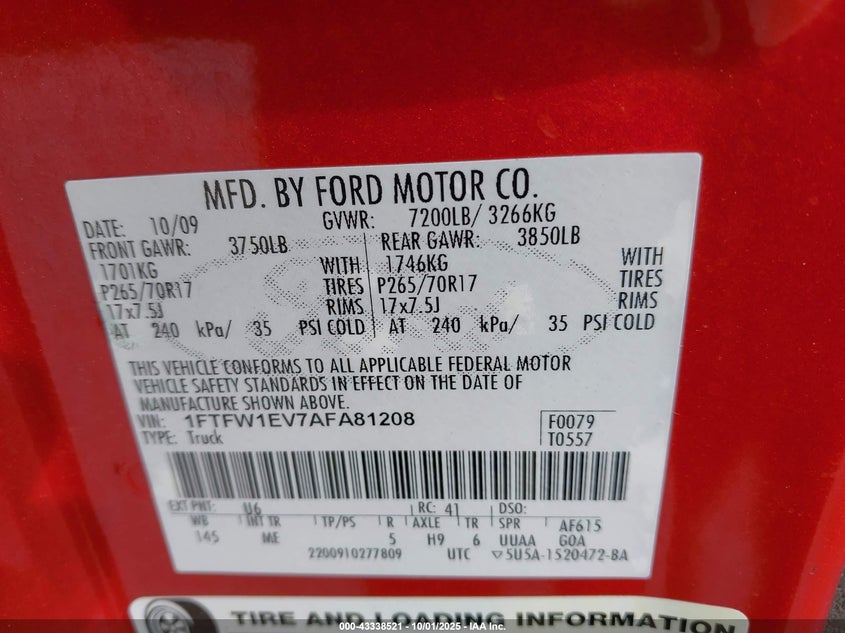 MFD. BY FORD MOTOR CO.
DATE: 10/09 GVWR: 7200LB/ 3266KG
FRONT GAWR: 3750LB REAR GAWR: 3850LB
1701KG WITH 1746KG WITH
P265/70R17 TIRES P265/70R17 TIRES
17x7.5J RIMS 17x7.5J RIMS
AT 240 kPa/ 35 PSI COLD AT 240 kPa/ 35 PSI COLD
THIS VEHICLE CONFORMS TO ALL APPLICABLE FEDERAL MOTOR
VEHICLE SAFETY STANDARDS IN EFFECT ON THE DATE OF
MANUFACTURE SHOWN ABOVE.
VIN: 1FTFW1EV7AFA81208 F0079
TYPE: Truck T0557
EXT PNT: U6 RC: 41 DSO:
WB INT TR TP/PS R AXLE TR SPR AF615
145 ME 5 H9 6 UUAA GOA
2200910277809 UTC ▽5U5A-1520472-BA
TIRE AND LOADING INFORMATION
000-43338521 - 10/01/2025 - IAA Inc.